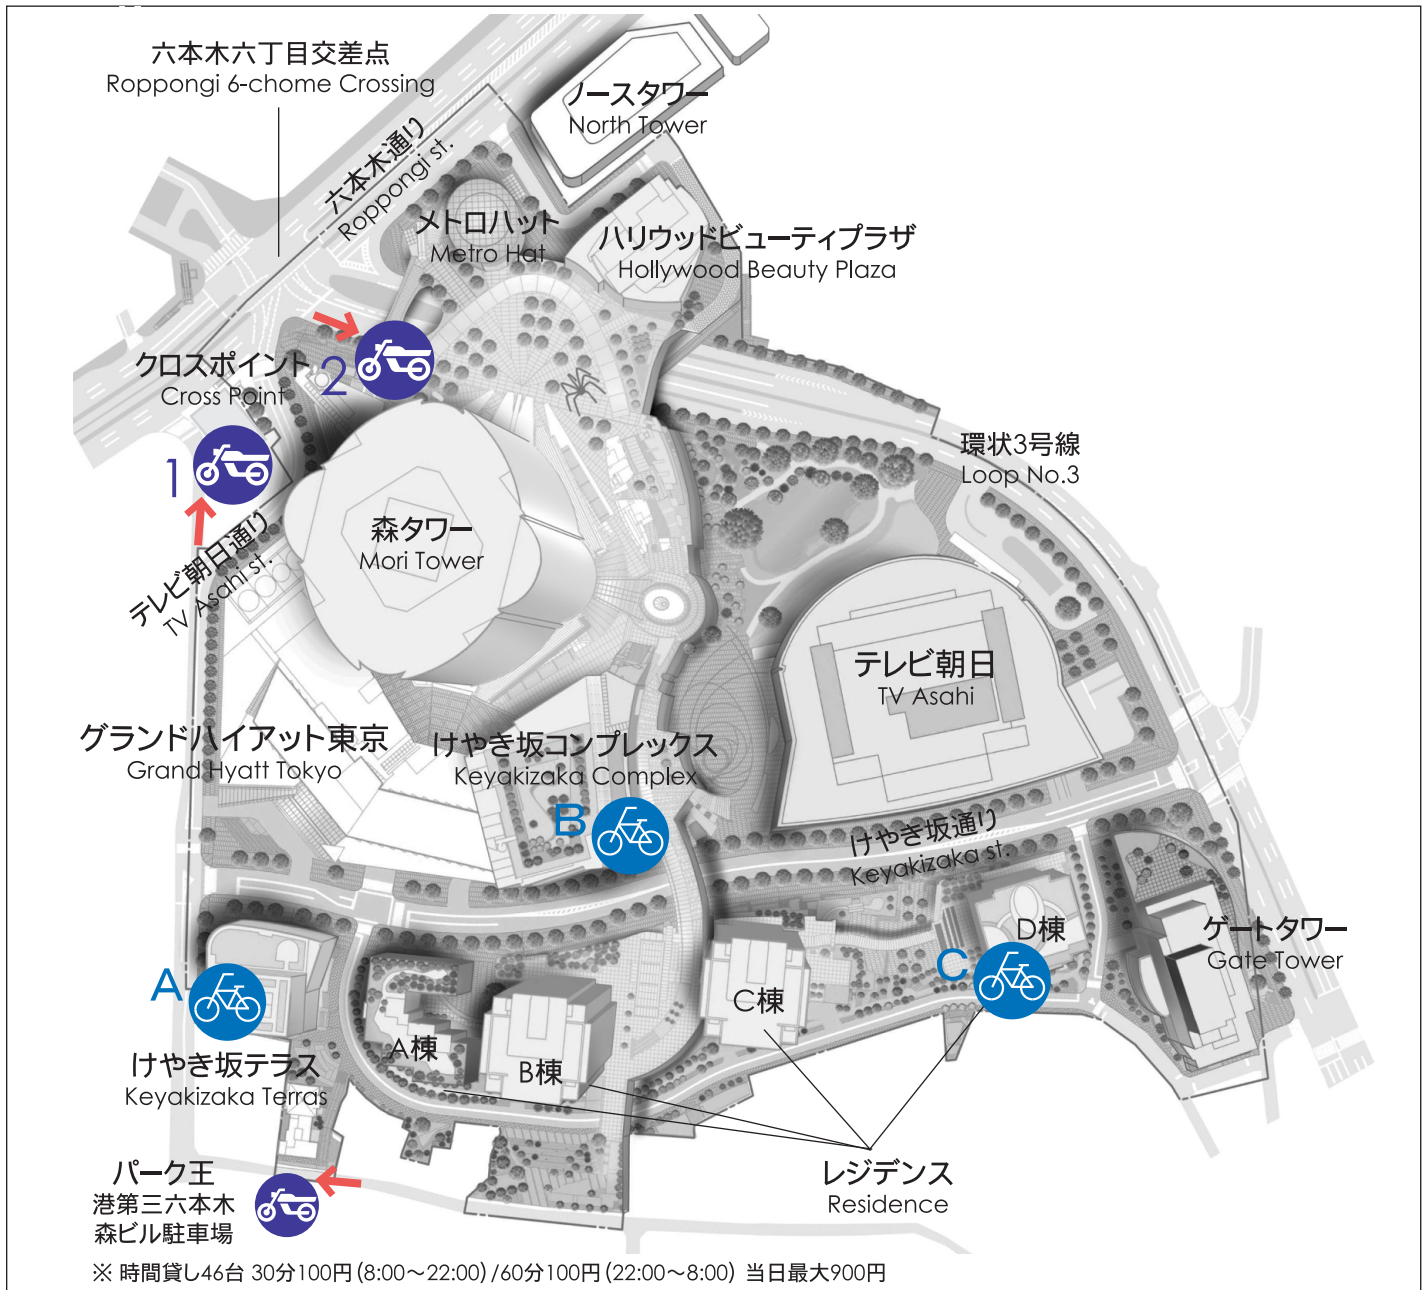 六本木六丁目交差点
Roppongi 6-chome Crossing
ノースタワー
North Tower
六本木通り
Roppongi st.
メトロハット
Metro Hat
ハリウッドビューティプラザ
Hollywood Beauty Plaza
クロスポイント
Cross Point
2
1
環状3号線
Loop No.3
森タワー
Mori Tower
テレビ朝日通り
TV Asahi st.
テレビ朝日
TV Asahi
グランドハイアット東京
Grand Hyatt Tokyo
けやき坂コンプレックス
Keyakizaka Complex
B
けやき坂通り
Keyakizaka st.
D棟
ゲートタワー
Gate Tower
A
C
C棟
A棟
B棟
けやき坂テラス
Keyakizaka Terras
レジデンス
Residence
パーク王
港第三六本木
森ビル駐車場
※ 時間貸し46台 30分100円(8:00～22:00)/60分100円(22:00～8:00) 当日最大900円